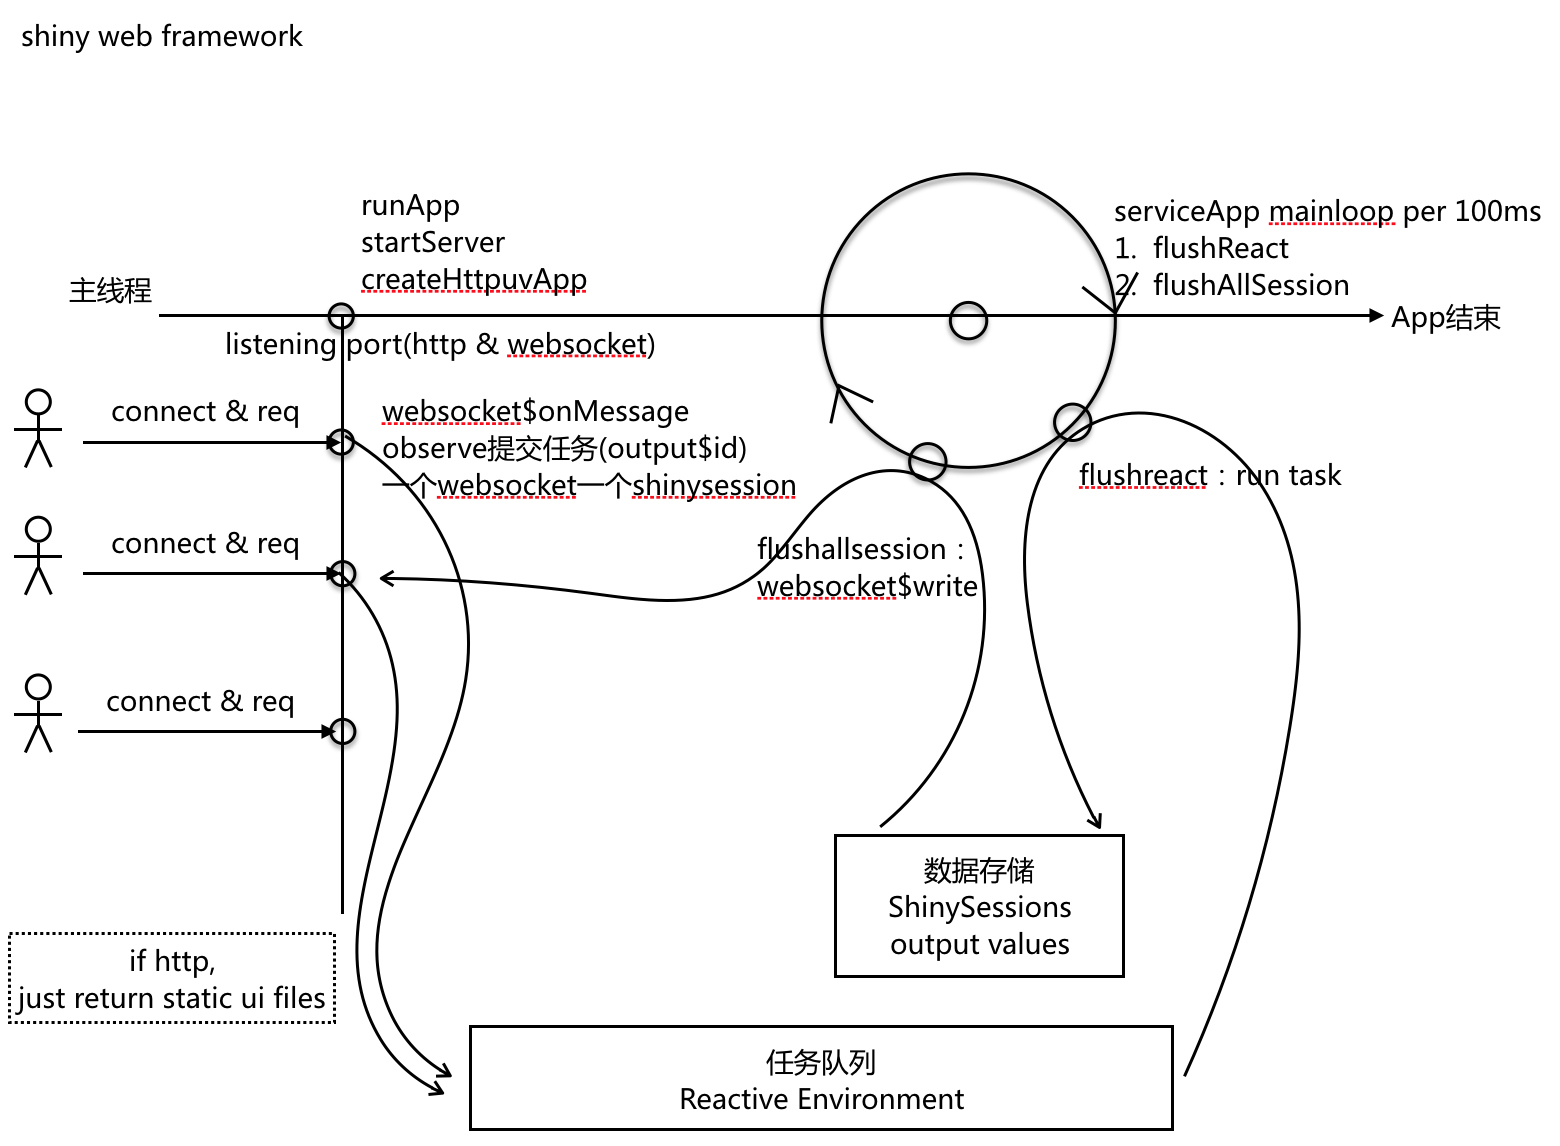 shiny web framework
runApp
startServer
createHttpuvApp
serviceApp mainloop per 100ms
1. flushReact
2. flushAllSession
主线程
App结束
listening port(http & websocket)
connect & req
websocket$onMessage
observe提交任务(output$id)
一个websocket一个shinysession
flushreact：run task
connect & req
flushallsession：
websocket$write
connect & req
数据存储
ShinySessions
output values
if http,
just return static ui files
任务队列
Reactive Environment